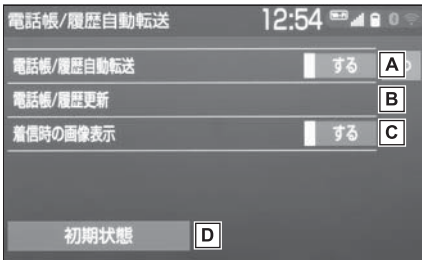 電話帳/履歴自動転送 12:54 0
電話帳/履歴自動転送 する A
電話帳/履歴更新 B
着信時の画像表示 する C
初期状態 D